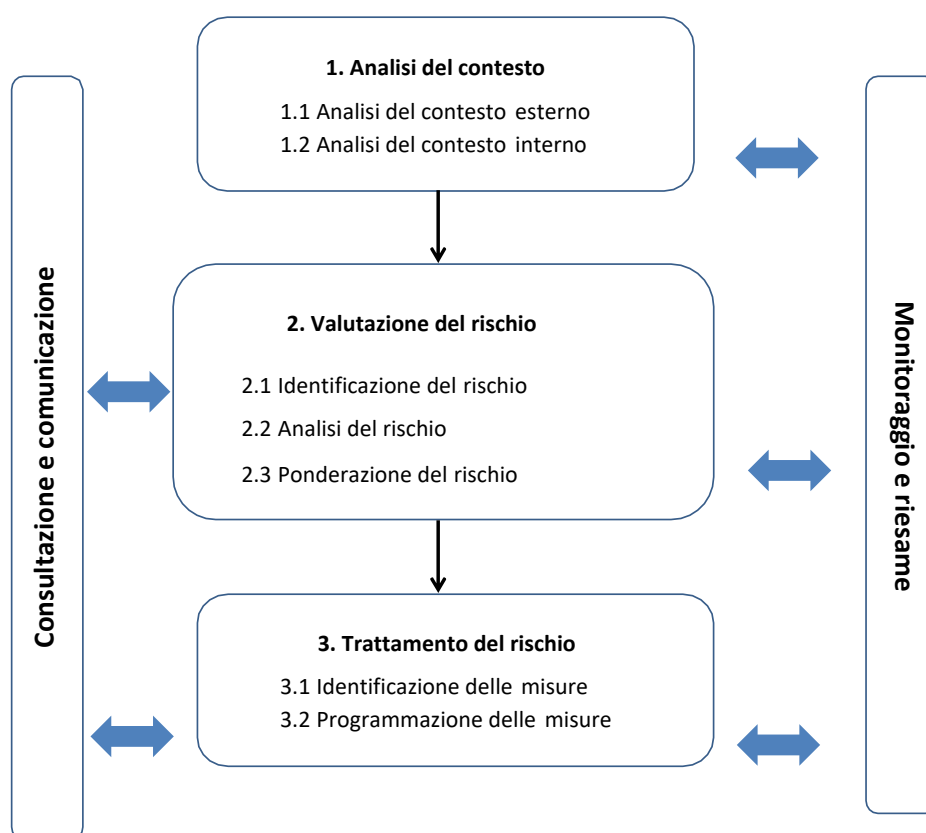 1. Analisi del contesto
1.1 Analisi del contesto esterno
1.2 Analisi del contesto interno
Consultazione e comunicazione
2. Valutazione del rischio
2.1 Identificazione del rischio
2.2 Analisi del rischio
2.3 Ponderazione del rischio
Monitoraggio e riesame
3. Trattamento del rischio
3.1 Identificazione delle misure
3.2 Programmazione delle misure